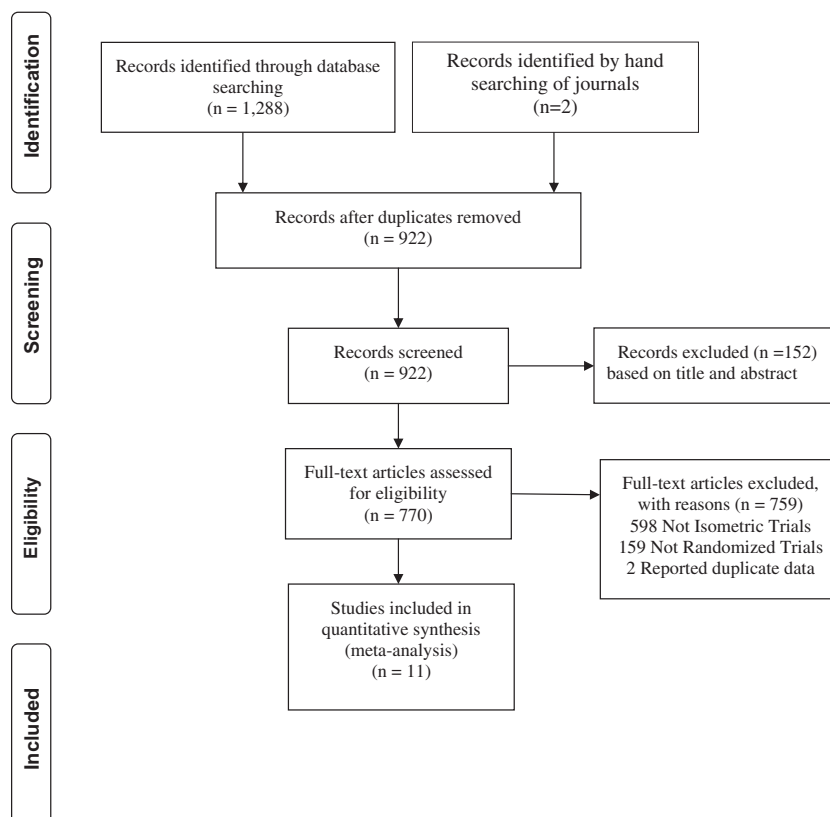 Identification
Records identified through database
searching
(n = 1,288)
Records identified by hand
searching of journals
(n=2)
Records after duplicates removed
(n = 922)
Screening
Records screened
(n = 922)
Records excluded (n =152)
based on title and abstract
Eligibility
Full-text articles assessed
for eligibility
(n = 770)
Full-text articles excluded,
with reasons (n = 759)
598 Not Isometric Trials
159 Not Randomized Trials
2 Reported duplicate data
Studies included in
quantitative synthesis
(meta-analysis)
(n = 11)
Included